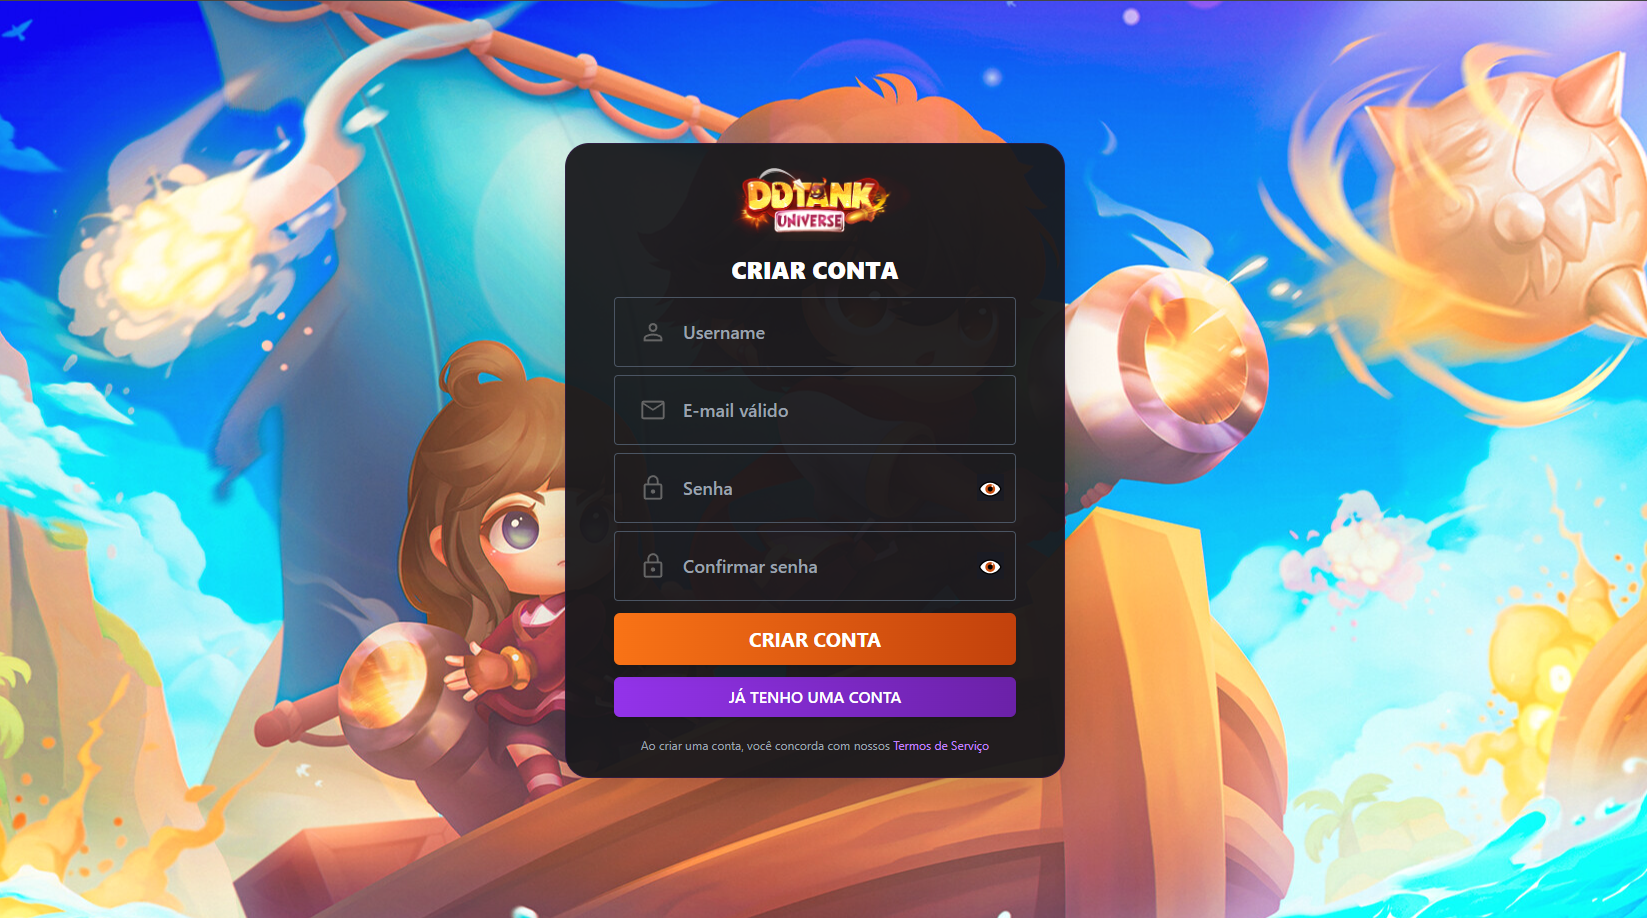 DDTANK
UNIVERSE
CRIAR CONTA
Username
E-mail válido
Senha
Confirmar senha
CRIAR CONTA
JÁ TENHO UMA CONTA
Ao criar uma conta, você concorda com nossos Termos de Serviço